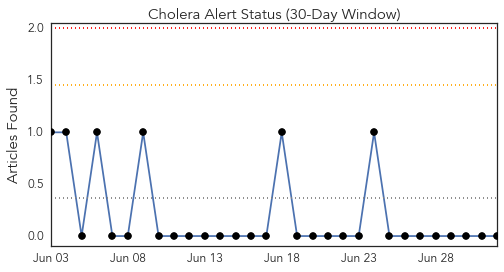 Cholera Alert Status (30-Day Window)
Articles Found
2.0
1.5
1.0
0.5
0.0
Jun 03 Jun 08 Jun 13 Jun 18 Jun 23 Jun 28